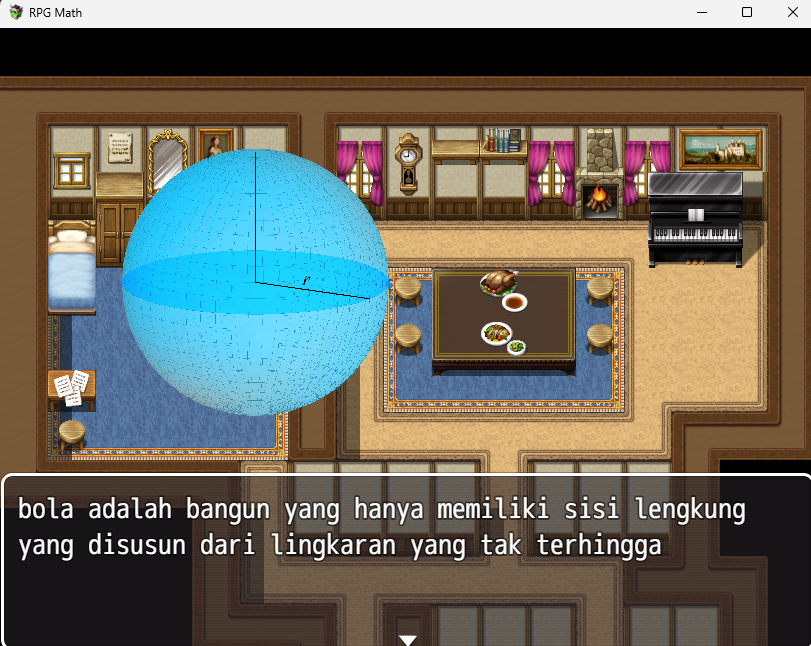 RPG Math
r
bola adalah bangun yang hanya memiliki sisi lengkung
yang disusun dari lingkaran yang tak terhingga